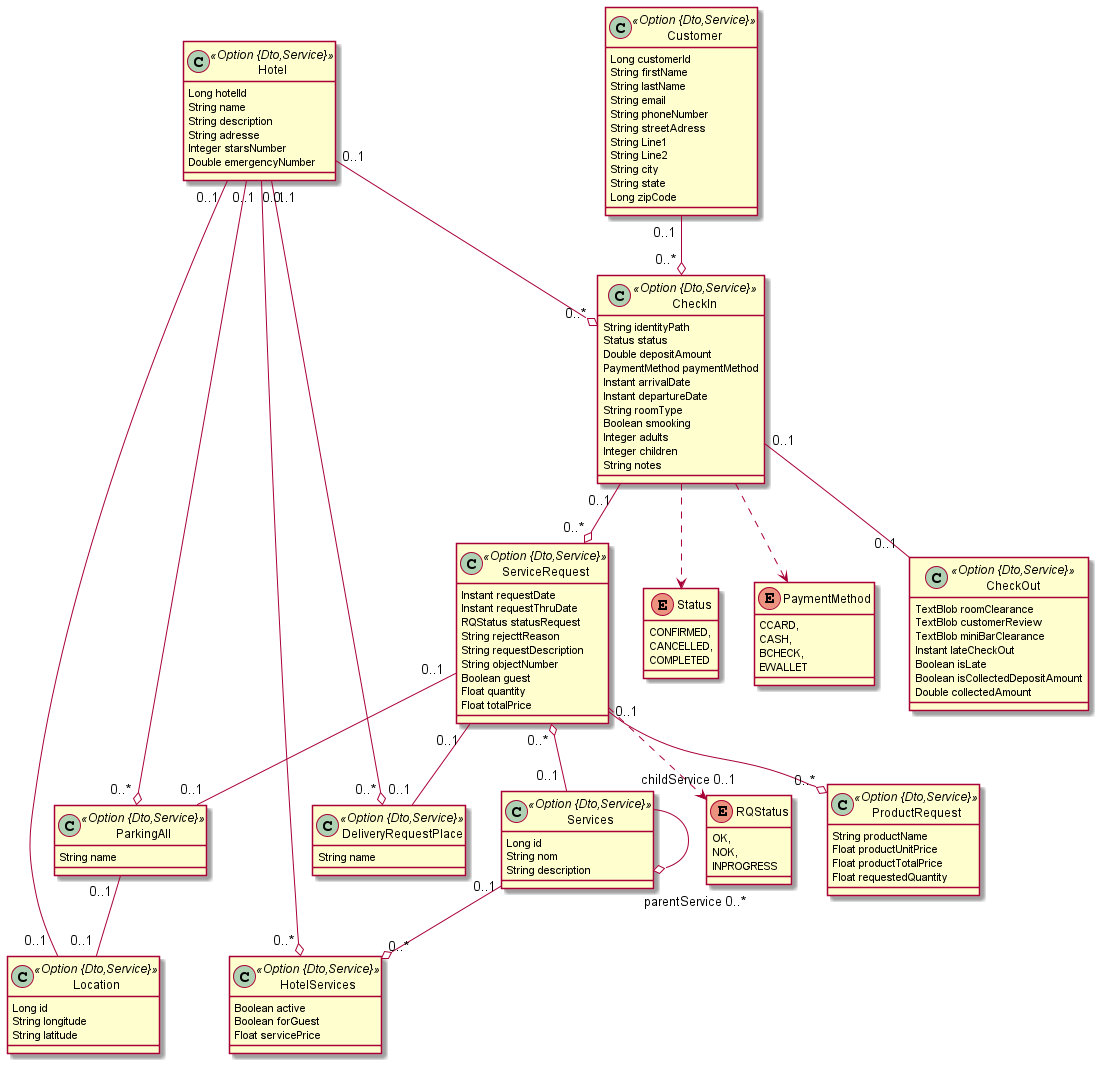 C «Option {Dto,Service}»
Customer
Long customerId
String firstName
String lastName
String email
String phoneNumber
String streetAdress
String Line1
String Line2
String city
String state
Long zipCode
C «Option {Dto,Service}»
Hotel
Long hotelId
String name
String description
String adresse
Integer starsNumber
Double emergencyNumber
0..1
0..1
0..1
0..1
0..1
0..1
0..*
0..*
C «Option {Dto,Service}»
CheckIn
String identityPath
Status status
Double depositAmount
PaymentMethod paymentMethod
Instant arrivalDate
Instant departureDate
String roomType
Boolean smooking
Integer adults
Integer children
String notes
0..1
0..1
0..*
0..1
C «Option {Dto,Service}»
ServiceRequest
Instant requestDate
Instant requestThruDate
RQStatus statusRequest
String rejecttReason
String requestDescription
String objectNumber
Boolean guest
Float quantity
Float totalPrice
E Status
CONFIRMED,
CANCELLED,
COMPLETED
E PaymentMethod
CCARD,
CASH,
BCHECK,
EWALLET
C «Option {Dto,Service}»
CheckOut
TextBlob roomClearance
TextBlob customerReview
TextBlob miniBarClearance
Instant lateCheckOut
Boolean isLate
Boolean isCollectedDepositAmount
Double collectedAmount
0..1
0..1
0..1
0..*
0..*
0..1
0..*
0..1
0..1
childService 0..1
0..*
C «Option {Dto,Service}»
ParkingAll
String name
C «Option {Dto,Service}»
DeliveryRequestPlace
String name
C «Option {Dto,Service}»
Services
Long id
String nom
String description
E RQStatus
OK,
NOK,
INPROGRESS
C «Option {Dto,Service}»
ProductRequest
String productName
Float productUnitPrice
Float productTotalPrice
Float requestedQuantity
0..1
0..1
parentService 0..*
0..1
0..1
0..*
0..*
C «Option {Dto,Service}»
Location
Long id
String longitude
String latitude
C «Option {Dto,Service}»
HotelServices
Boolean active
Boolean forGuest
Float servicePrice